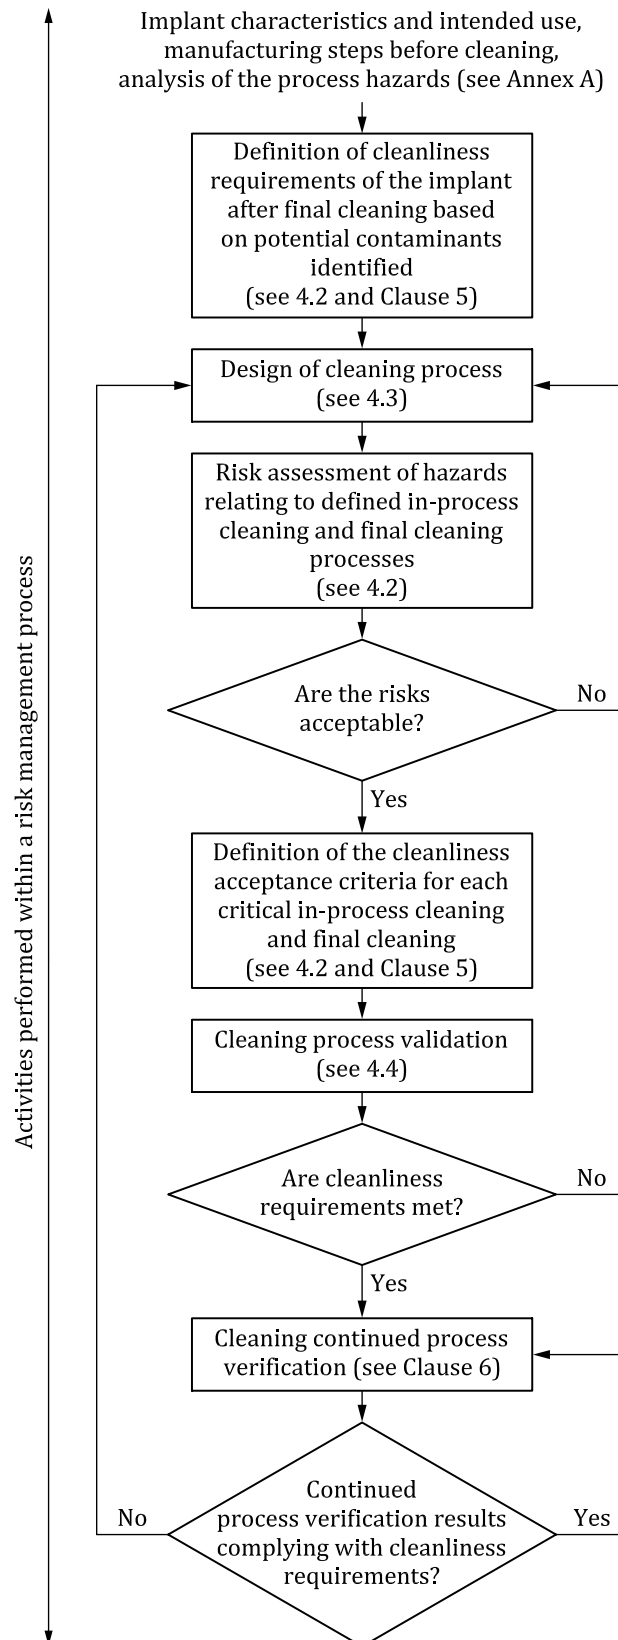 Implant characteristics and intended use,
manufacturing steps before cleaning,
analysis of the process hazards (see Annex A)
Definition of cleanliness
requirements of the implant
after final cleaning based
on potential contaminants
identified
(see 4.2 and Clause 5)
Design of cleaning process
(see 4.3)
Risk assessment of hazards
relating to defined in-process
cleaning and final cleaning
processes
(see 4.2)
Are the risks
acceptable?
No
Yes
Definition of the cleanliness
acceptance criteria for each
critical in-process cleaning
and final cleaning
(see 4.2 and Clause 5)
Cleaning process validation
(see 4.4)
Are cleanliness
requirements met?
No
Yes
Cleaning continued process
verification (see Clause 6)
Continued
process verification results
complying with cleanliness
requirements?
No
Yes
Activities performed within a risk management process